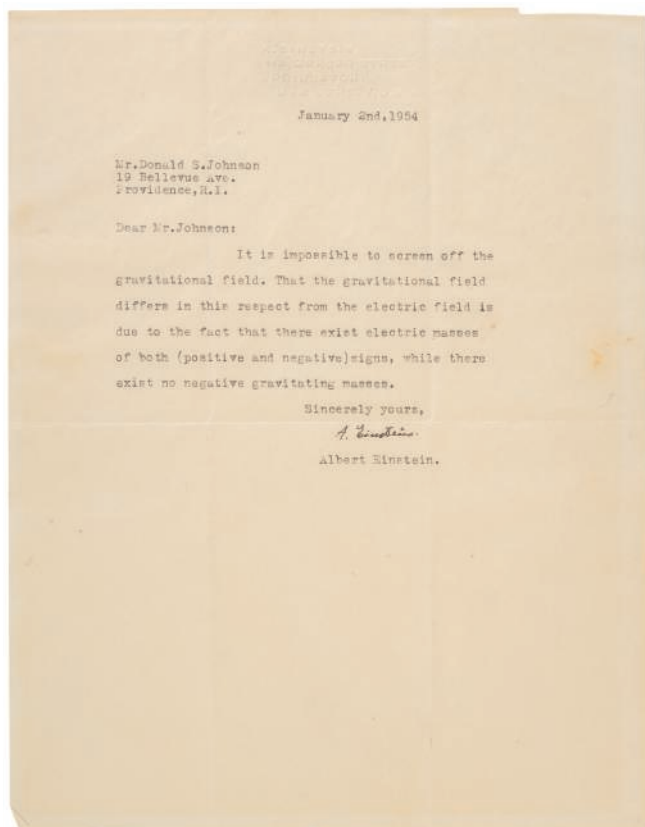 January 2nd,1954
Mr.Donald S.Johnson
19 Bellevue Ave.
Providence,R.I.
Dear Mr.Johnson:
It is impossible to screen off the
gravitational field. That the gravitational field
differs in this respect from the electric field is
due to the fact that there exist electric masses
of both (positive and negative)signs, while there
exist no negative gravitating masses.
Sincerely yours,
A. Einstein.
Albert Einstein.